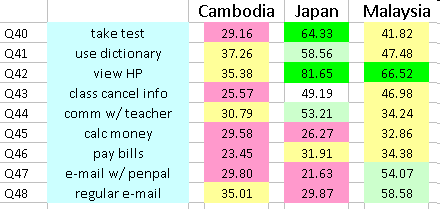 Cambodia Japan Malaysia
Q40 take test 29.16 64.33 41.82
Q41 use dictionary 37.26 58.56 47.48
Q42 view HP 35.38 81.65 66.52
Q43 class cancel info 25.57 49.19 46.98
Q44 comm w/ teacher 30.79 53.21 34.24
Q45 calc money 29.58 26.27 32.86
Q46 pay bills 23.45 31.91 34.38
Q47 e-mail w/ penpal 29.80 21.63 54.07
Q48 regular e-mail 35.01 29.87 58.58